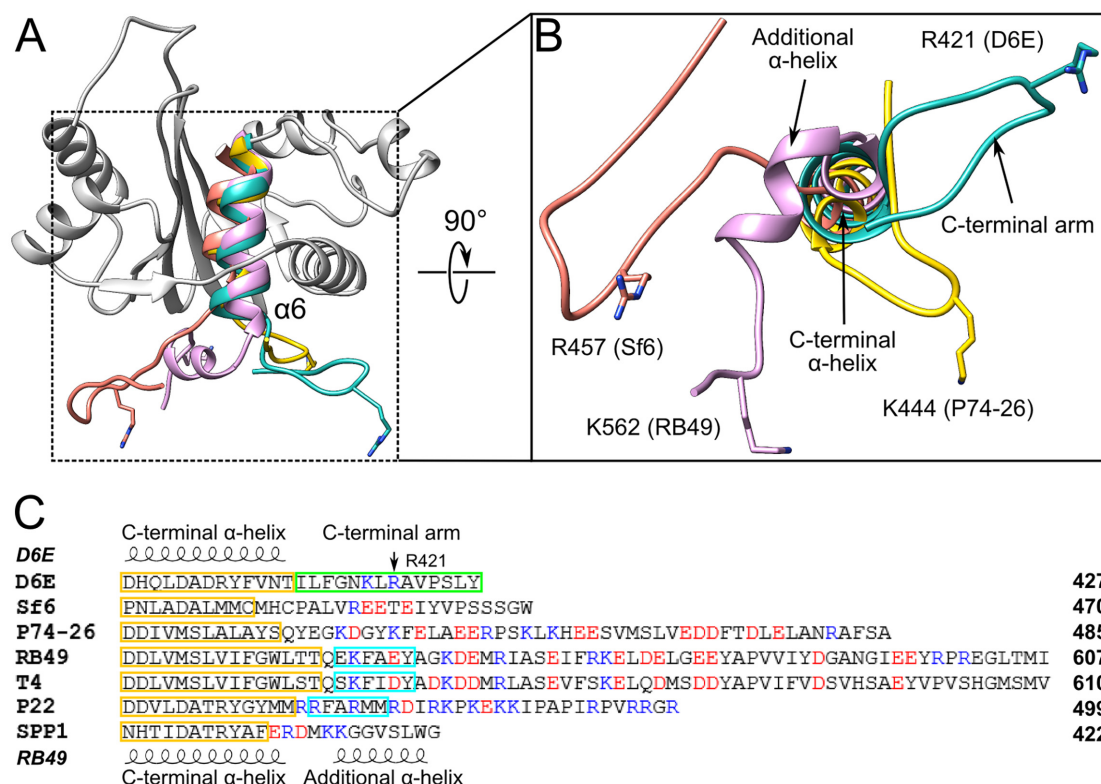 A
B
Additional
α-helix
R421 (D6E)
90°
α6
C-terminal arm
R457 (Sf6)
C-terminal
α-helix
K562 (RB49)
K444 (P74-26)
C
C-terminal α-helix C-terminal arm
D6E R421
D6E DHQLDADRYFVNTILFGNKLRAVPSLY 427
Sf6 PNLADALMMCMHCPALVREETEIYVPSSSGW 470
P74-26 DDIVMSLALAYSQYEGKDGYKFELAEERPSKLKHEESVMSLVEDDFTDLELANRAFSA 485
RB49 DDLVMSLVIFGWLTTQEKFAEYAGKDEMRIASEIFRKELDELGEEYAPVVIYDGANGIEEYRPREGLTMI 607
T4 DDLVMSLVIFGWLSTQSKFIDYADKDDMRLASEVFSKELQDMSDDYAPVIFVDSVHSAEYVPVSHGMSMV 610
P22 DDVLDATRYGYMMRRFARMMRDIRKPKEKKIPAPIRPVRRGR 499
SPP1 NHTIDATRYAFERDMKKGGVSLWG 422
RB49
C-terminal α-helix Additional α-helix